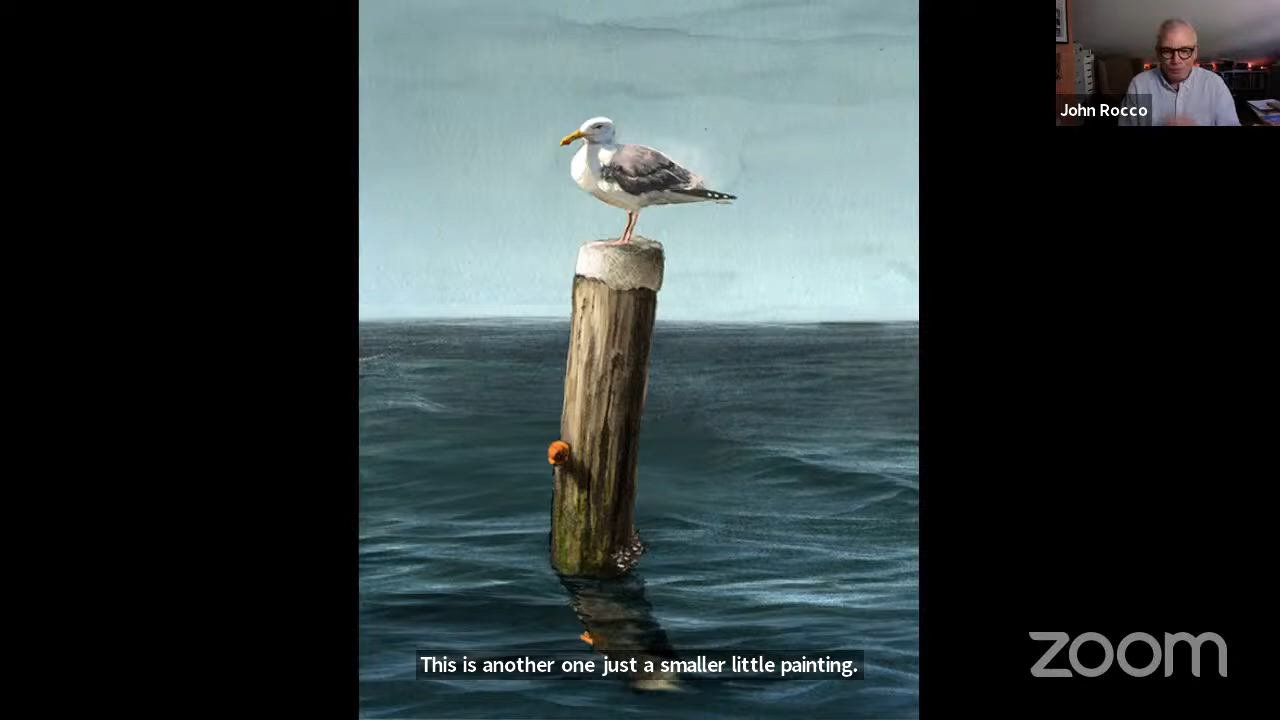 John Rocco
This is another one just a smaller little painting.
zoom